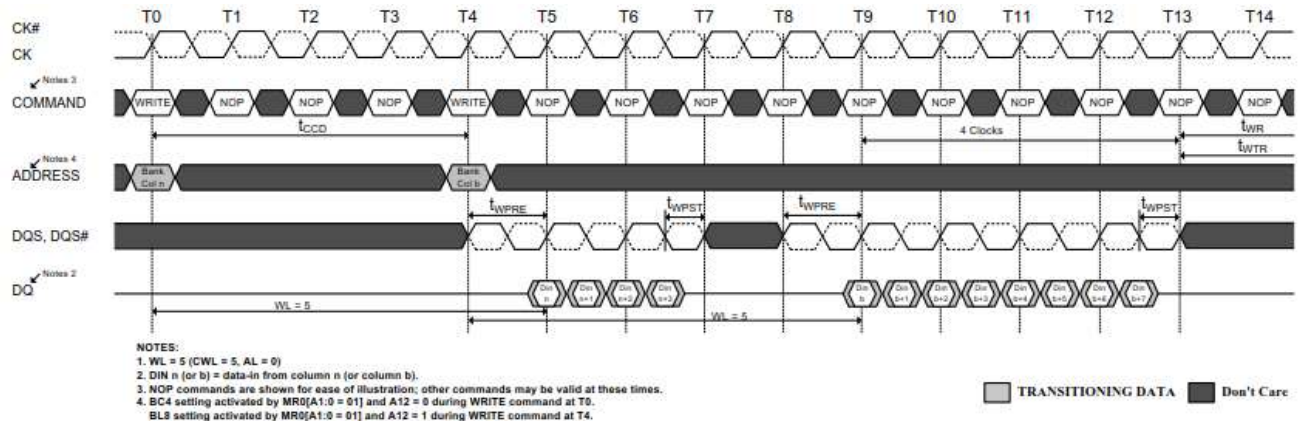 T0 T1 T2 T3 T4 T5 T6 T7 T8 T9 T10 T11 T12 T13 T14
CK#
CK
Notes 3
COMMAND WRITE NOP NOP NOP WRITE NOP NOP NOP NOP NOP NOP NOP NOP NOP NOP
tCCD 4 Clocks tWR
tWTR
Notes 4
ADDRESS Bank Col n Bank Col b
tWPRE tWPST tWPRE tWPST
DQS, DQS#
Notes 2
DQ Din n Din n+1 Din n+2 Din n+3 Din b Din b+1 Din b+2 Din b+3 Din b+4 Din b+5 Din b+6 Din b+7
WL = 5 WL = 5
NOTES:
1. WL = 5 (CWL = 5, AL = 0)
2. DIN n (or b) = data-in from column n (or column b).
3. NOP commands are shown for ease of illustration; other commands may be valid at these times.
4. BC4 setting activated by MR0[A1:0 = 01] and A12 = 0 during WRITE command at T0.
BL8 setting activated by MR0[A1:0 = 01] and A12 = 1 during WRITE command at T4.
TRANSITIONING DATA Don't Care